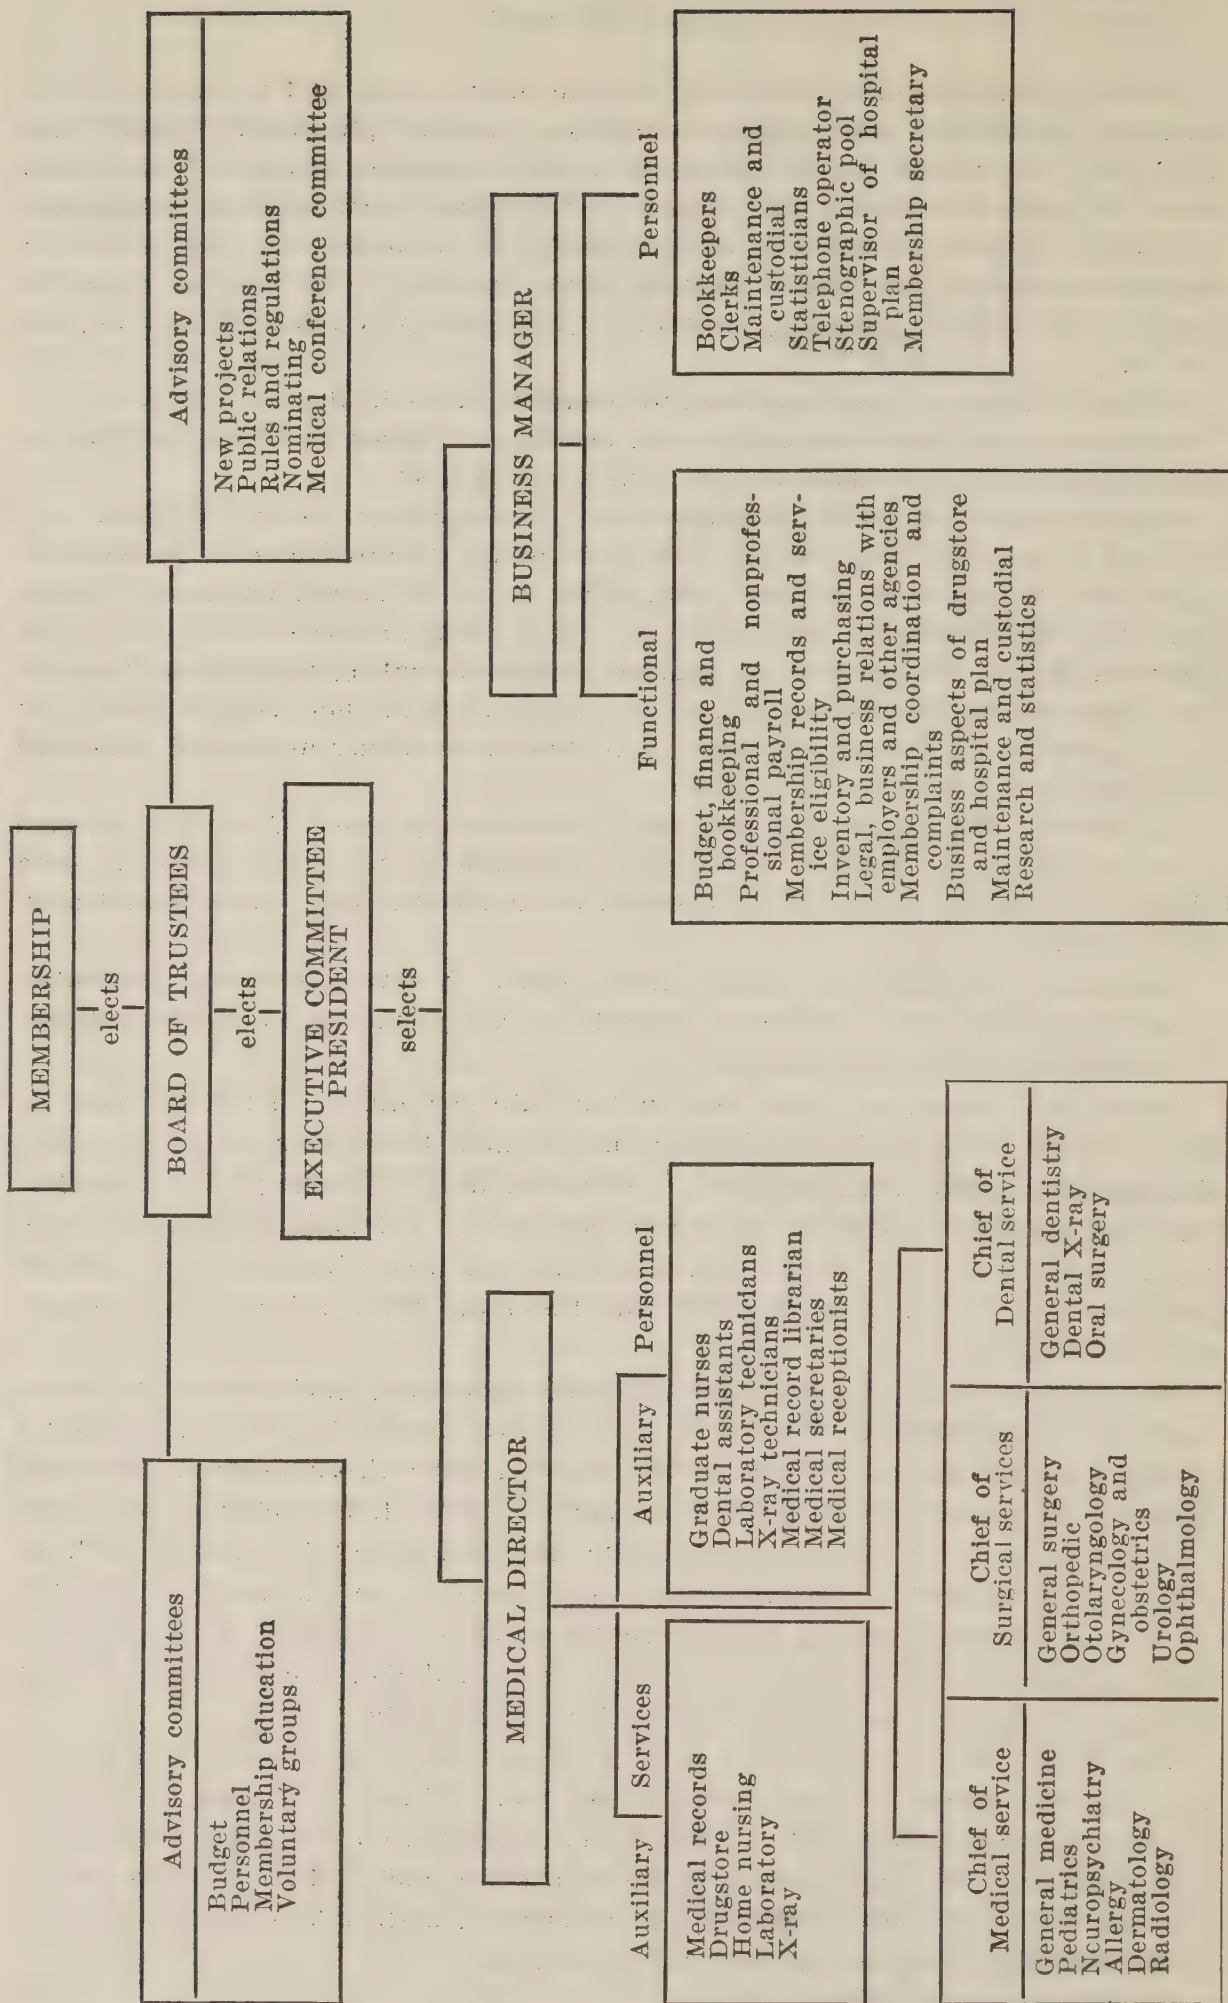 MEMBERSHIP
elects
Advisory committees
Budget
Personnel
Membership education
Voluntary groups
BOARD OF TRUSTEES
Advisory committees
New projects
Public relations
Rules and regulations
Nominating
Medical conference committee
elects
EXECUTIVE COMMITTEE
PRESIDENT
selects
MEDICAL DIRECTOR
BUSINESS MANAGER
Auxiliary Services
Medical records
Drugstore
Home nursing
Laboratory
X-ray
Auxiliary Personnel
Graduate nurses
Dental assistants
Laboratory technicians
X-ray technicians
Medical record librarian
Medical secretaries
Medical receptionists
Functional
Budget, finance and
bookkeeping
Professional and nonprofes-
sional payroll
Membership records and serv-
ice eligibility
Inventory and purchasing
Legal, business relations with
employers and other agencies
Membership coordination and
complaints
Business aspects of drugstore
and hospital plan
Maintenance and custodial
Research and statistics
Personnel
Bookkeepers
Clerks
Maintenance and
custodial
Statisticians
Telephone operator
Stenographic pool
Supervisor of hospital
plan
Membership secretary
Chief of
Medical service
General medicine
Pediatrics
Neuropsychiatry
Allergy
Dermatology
Radiology
Chief of
Surgical services
General surgery
Orthopedic
Otolaryngology
Gynecology and
obstetrics
Urology
Ophthalmology
Chief of
Dental service
General dentistry
Dental X-ray
Oral surgery